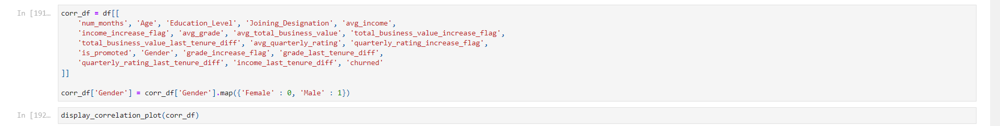 In [191… corr_df = df[[
'num_months', 'Age', 'Education_Level', 'Joining_Designation', 'avg_income',
'income_increase_flag', 'avg_grade', 'avg_total_business_value', 'total_business_value_increase_flag',
'total_business_value_last_tenure_diff', 'avg_quarterly_rating', 'quarterly_rating_increase_flag',
'is_promoted', 'Gender', 'grade_increase_flag', 'grade_last_tenure_diff',
'quarterly_rating_last_tenure_diff', 'income_last_tenure_diff', 'churned'
]]
corr_df['Gender'] = corr_df['Gender'].map({'Female' : 0, 'Male' : 1})
In [192… display_correlation_plot(corr_df)